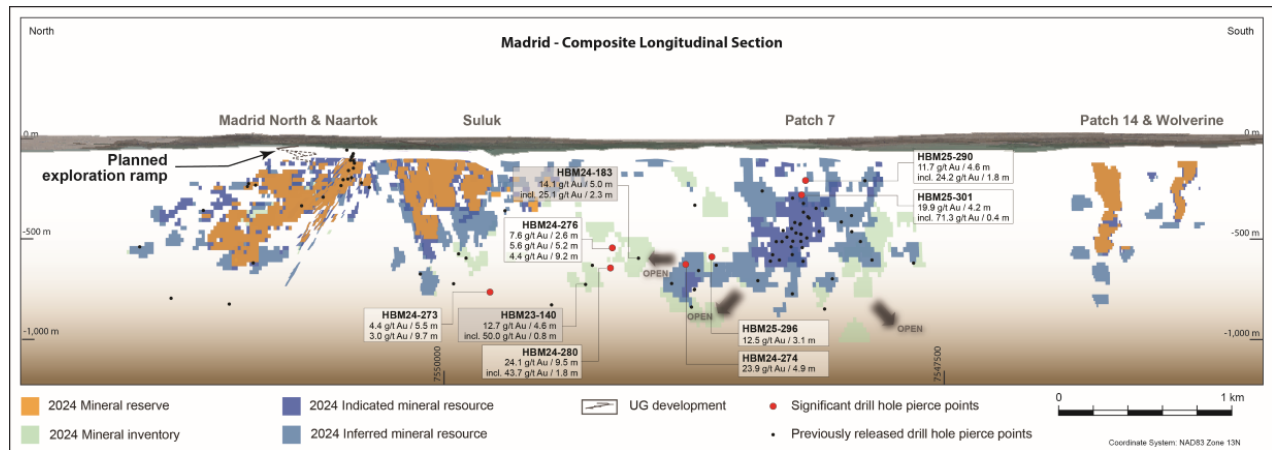 North
South
Madrid - Composite Longitudinal Section
Madrid North & Naartok
Suluk
Patch 7
Patch 14 & Wolverine
0 m
0 m
Planned
exploration ramp
HBM24-183
14.1 g/t Au / 5.0 m
incl. 25.1 g/t Au / 2.3 m
HBM25-290
11.7 g/t Au / 4.6 m
incl. 24.2 g/t Au / 1.8 m
HBM25-301
19.9 g/t Au / 4.2 m
incl. 71.3 g/t Au / 0.4 m
HBM24-276
7.6 g/t Au / 2.6 m
5.6 g/t Au / 5.2 m
4.4 g/t Au / 9.2 m
-500 m
-500 m
OPEN
OPEN
OPEN
HBM24-273
4.4 g/t Au / 5.5 m
3.0 g/t Au / 9.7 m
HBM23-140
12.7 g/t Au / 4.6 m
incl. 50.0 g/t Au / 0.8 m
HBM25-296
12.5 g/t Au / 3.1 m
-1,000 m
-1,000 m
HBM24-280
24.1 g/t Au / 9.5 m
incl. 43.7 g/t Au / 1.8 m
HBM24-274
23.9 g/t Au / 4.9 m
7550000
7547500
2024 Mineral reserve
2024 Indicated mineral resource
UG development
Significant drill hole pierce points
0
1 km
2024 Mineral inventory
2024 Inferred mineral resource
Previously released drill hole pierce points
Coordinate System: NAD83 Zone 13N